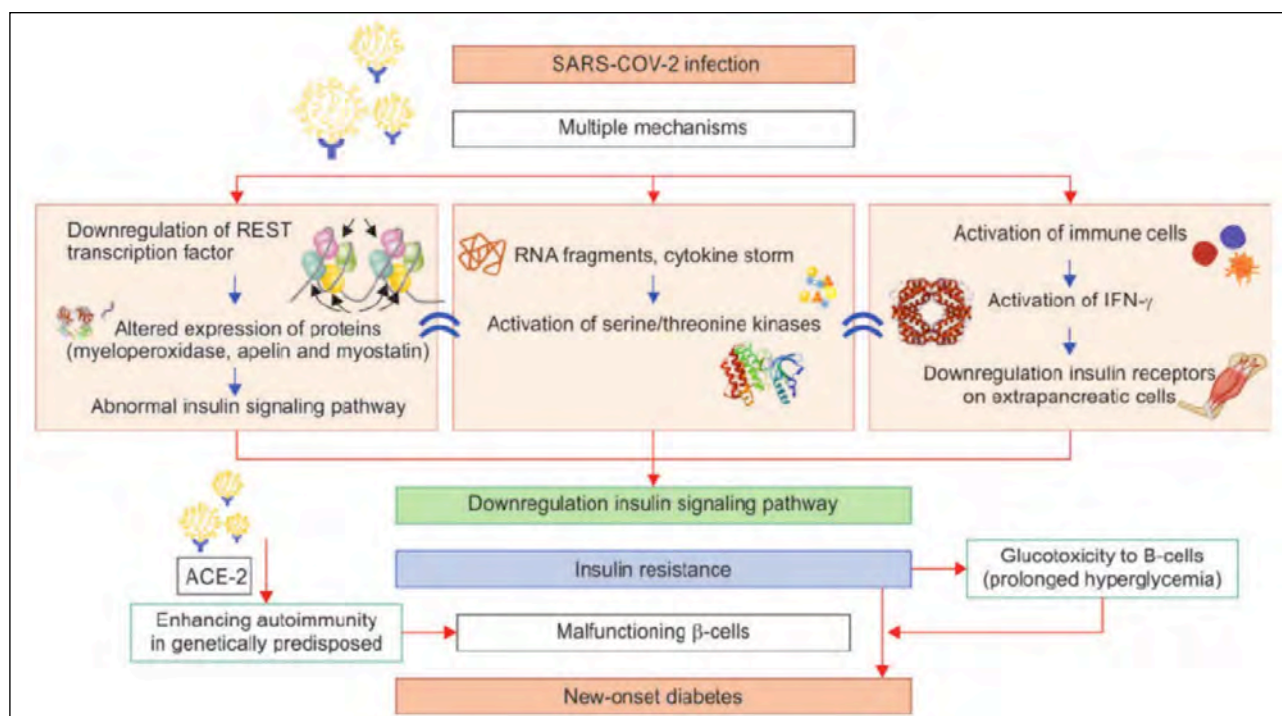 SARS-COV-2 infection
Multiple mechanisms
Downregulation of REST
transcription factor
Altered expression of proteins
(myeloperoxidase, apelin and myostatin)
Abnormal insulin signaling pathway
RNA fragments, cytokine storm
Activation of serine/threonine kinases
Activation of immune cells
Activation of IFN-γ
Downregulation insulin receptors
on extrapancreatic cells
Downregulation insulin signaling pathway
ACE-2
Insulin resistance
Glucotoxicity to B-cells
(prolonged hyperglycemia)
Enhancing autoimmunity
in genetically predisposed
Malfunctioning β-cells
New-onset diabetes